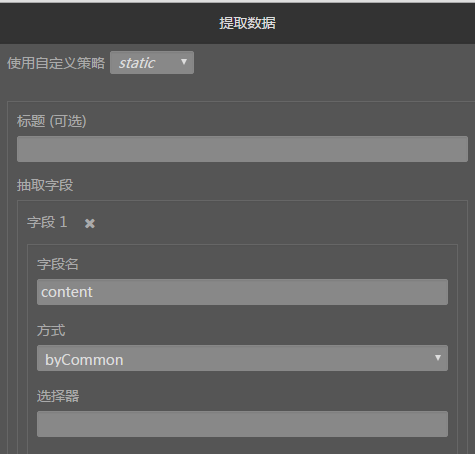 提取数据
使用自定义策略 static
标题 (可选)
抽取字段
字段 1 ✖
字段名
content
方式
byCommon
选择器